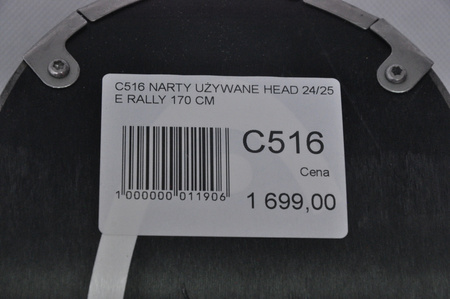 C516 NARTY UŻYWANE HEAD 24/25
E RALLY 170 CM
C516
Cena
1 699,00
1 000000 011906